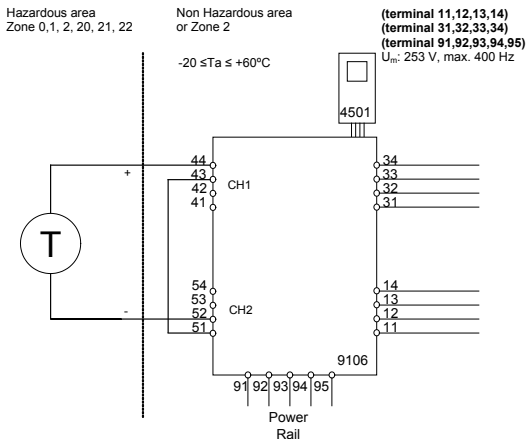 Hazardous area
Zone 0,1, 2, 20, 21, 22
Non Hazardous area
or Zone 2
-20 ≤Ta ≤ +60ºC
(terminal 11,12,13,14)
(terminal 31,32,33,34)
(terminal 91,92,93,94,95)
Um: 253 V, max. 400 Hz
4501
44
43
42
41
CH1
34
33
32
31
+
T
-
54
53
52
51
CH2
14
13
12
11
9106
91 92 93 94 95
Power
Rail